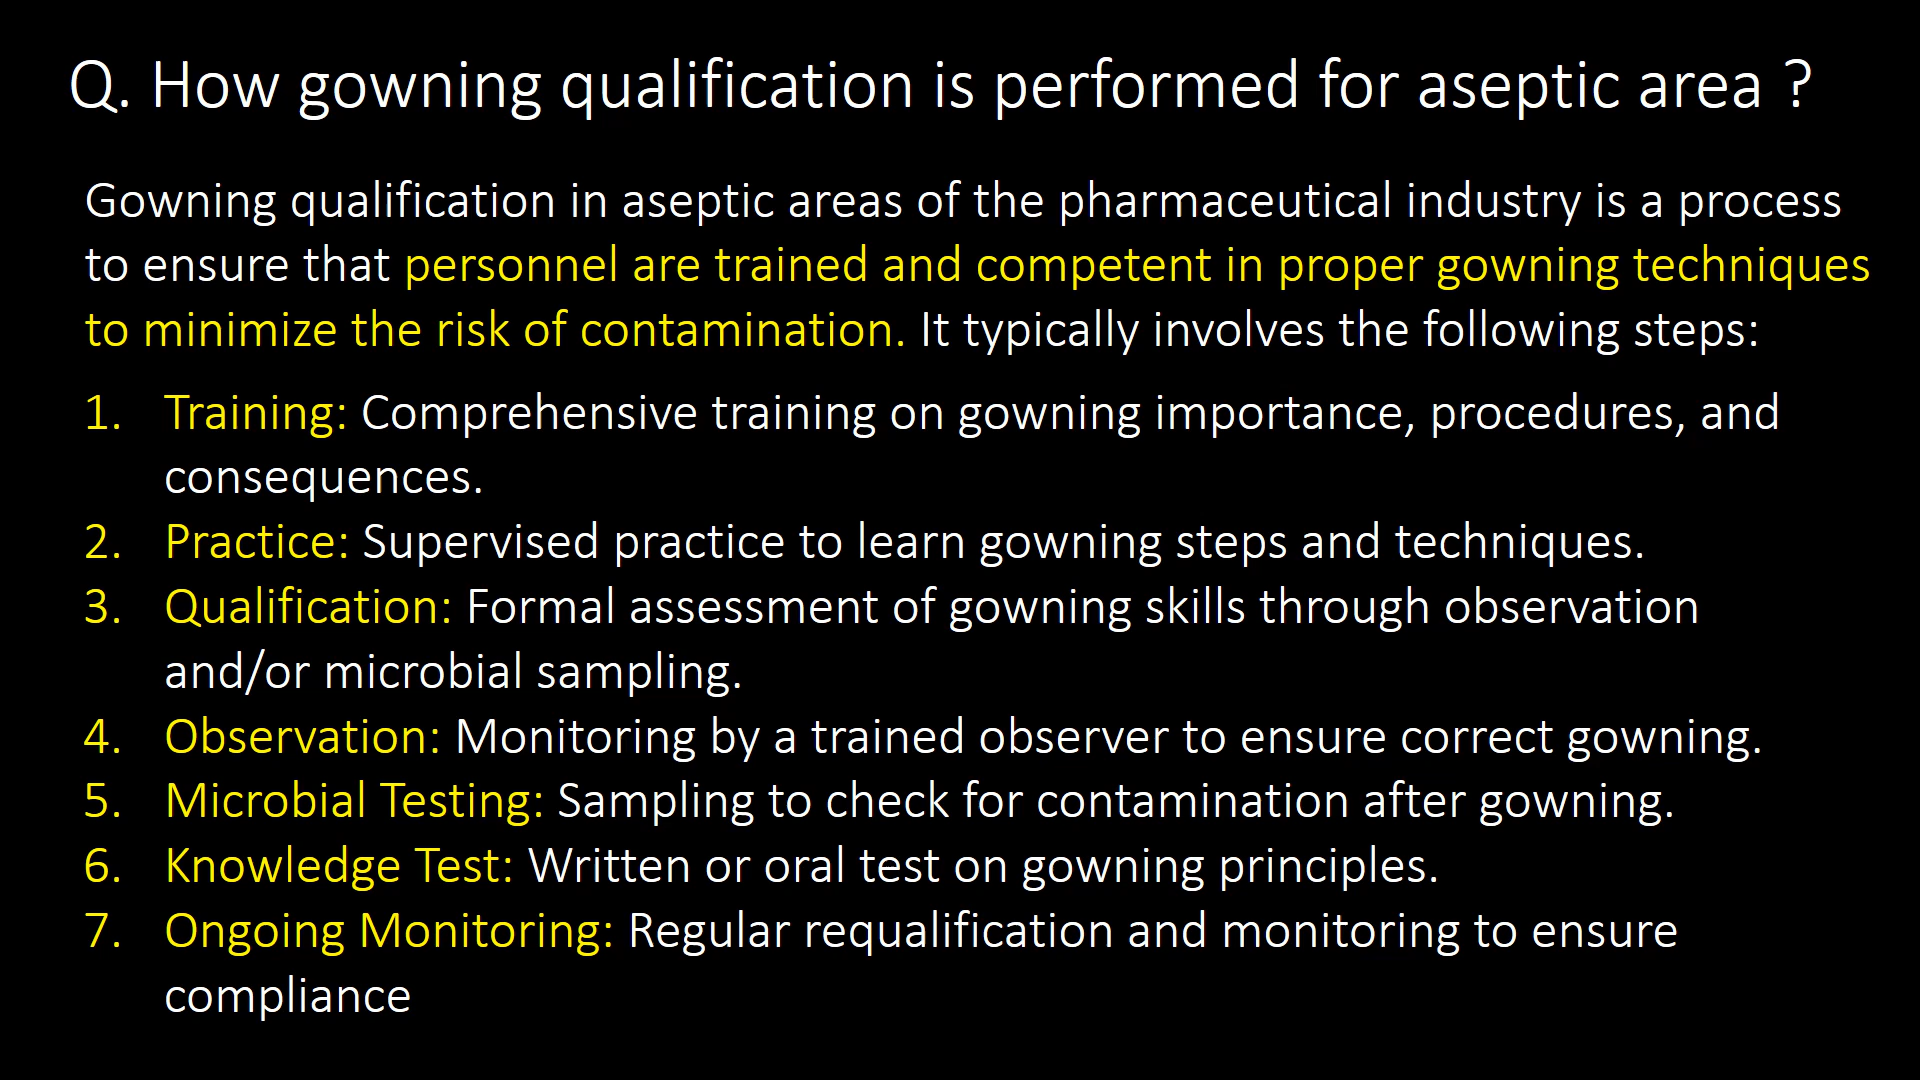 Q. How gowning qualification is performed for aseptic area ?
Gowning qualification in aseptic areas of the pharmaceutical industry is a process
to ensure that personnel are trained and competent in proper gowning techniques
to minimize the risk of contamination. It typically involves the following steps:
1. Training: Comprehensive training on gowning importance, procedures, and
consequences.
2. Practice: Supervised practice to learn gowning steps and techniques.
3. Qualification: Formal assessment of gowning skills through observation
and/or microbial sampling.
4. Observation: Monitoring by a trained observer to ensure correct gowning.
5. Microbial Testing: Sampling to check for contamination after gowning.
6. Knowledge Test: Written or oral test on gowning principles.
7. Ongoing Monitoring: Regular requalification and monitoring to ensure
compliance